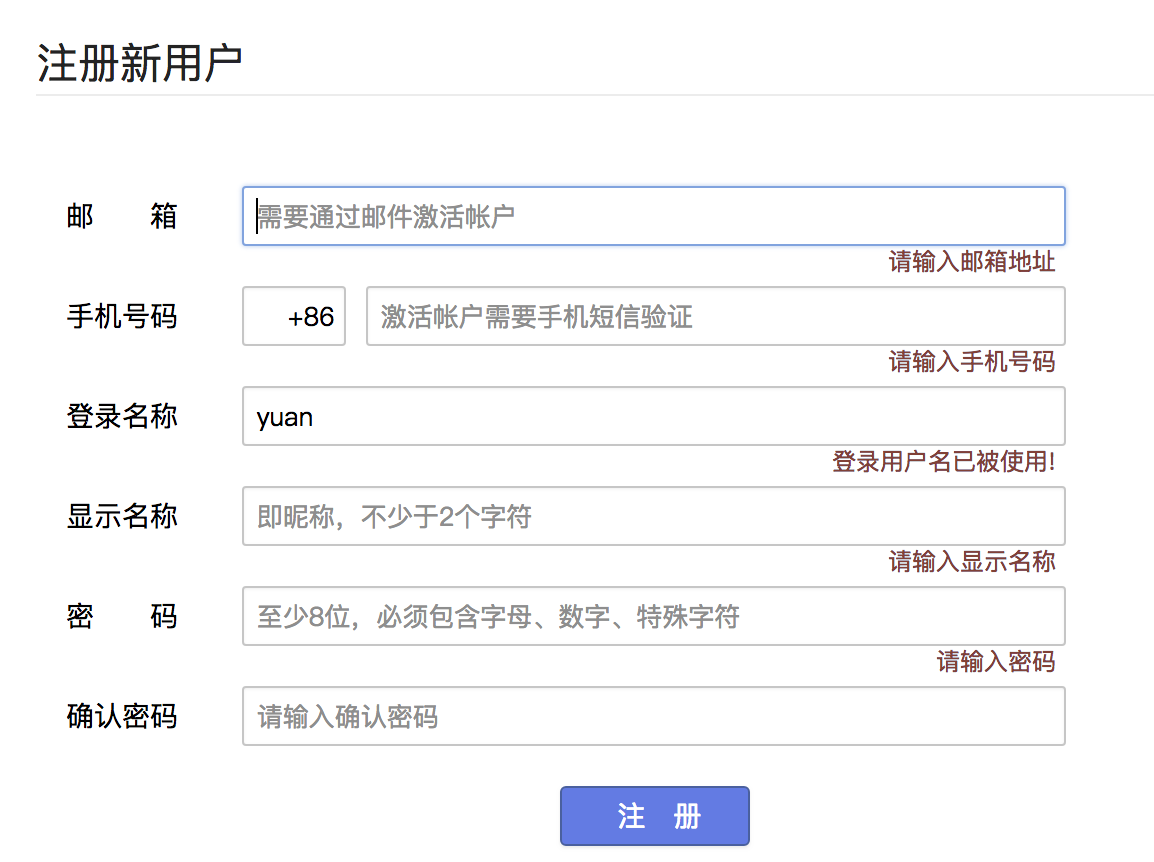 注册新用户
邮 箱 需要通过邮件激活帐户
请输入邮箱地址
手机号码 +86 激活帐户需要手机短信验证
请输入手机号码
登录名称 yuan
登录用户名已被使用!
显示名称 即昵称，不少于2个字符
请输入显示名称
密 码 至少8位，必须包含字母、数字、特殊字符
请输入密码
确认密码 请输入确认密码
注 册